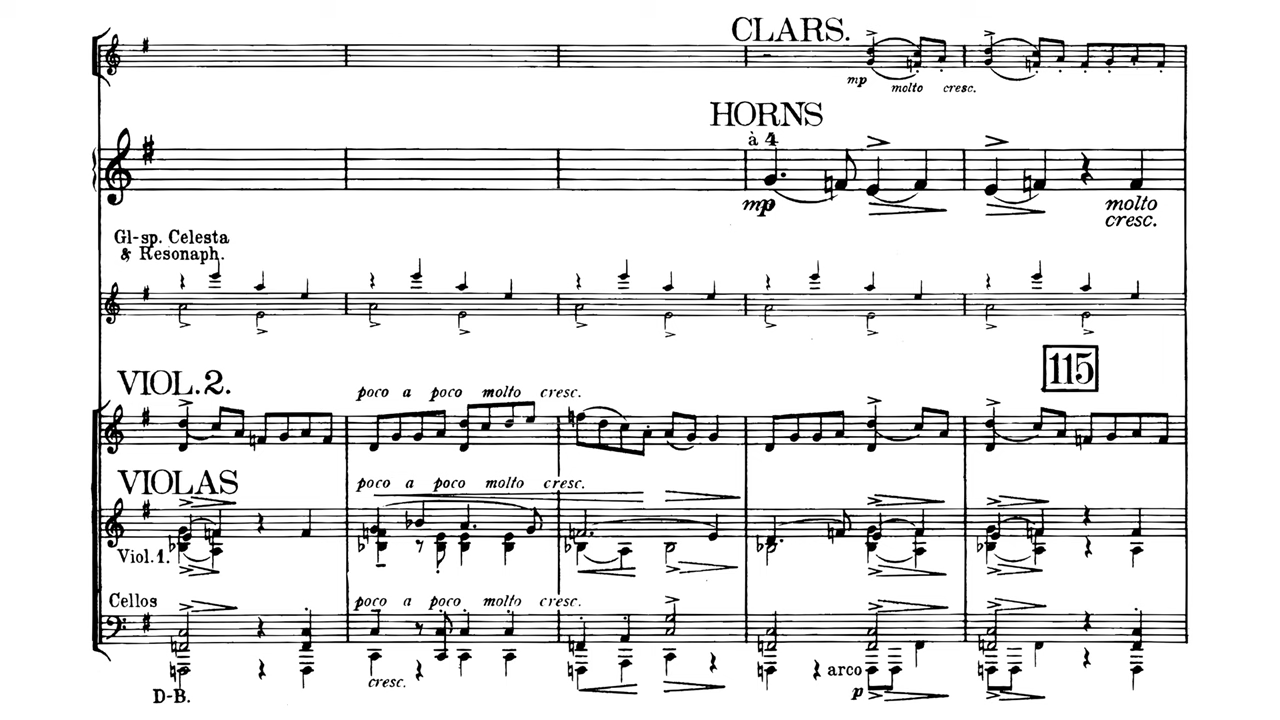 CLARS.
mp molto cresc.
HORNS
à 4
mp molto
cresc.
Gl-sp. Celesta
& Resonaph.
115
VIOL.2. poco a poco molto cresc.
VIOLAS poco a poco molto cresc.
Viol.1.
Cellos poco a poco molto cresc.
cresc. arco
p
D-B.